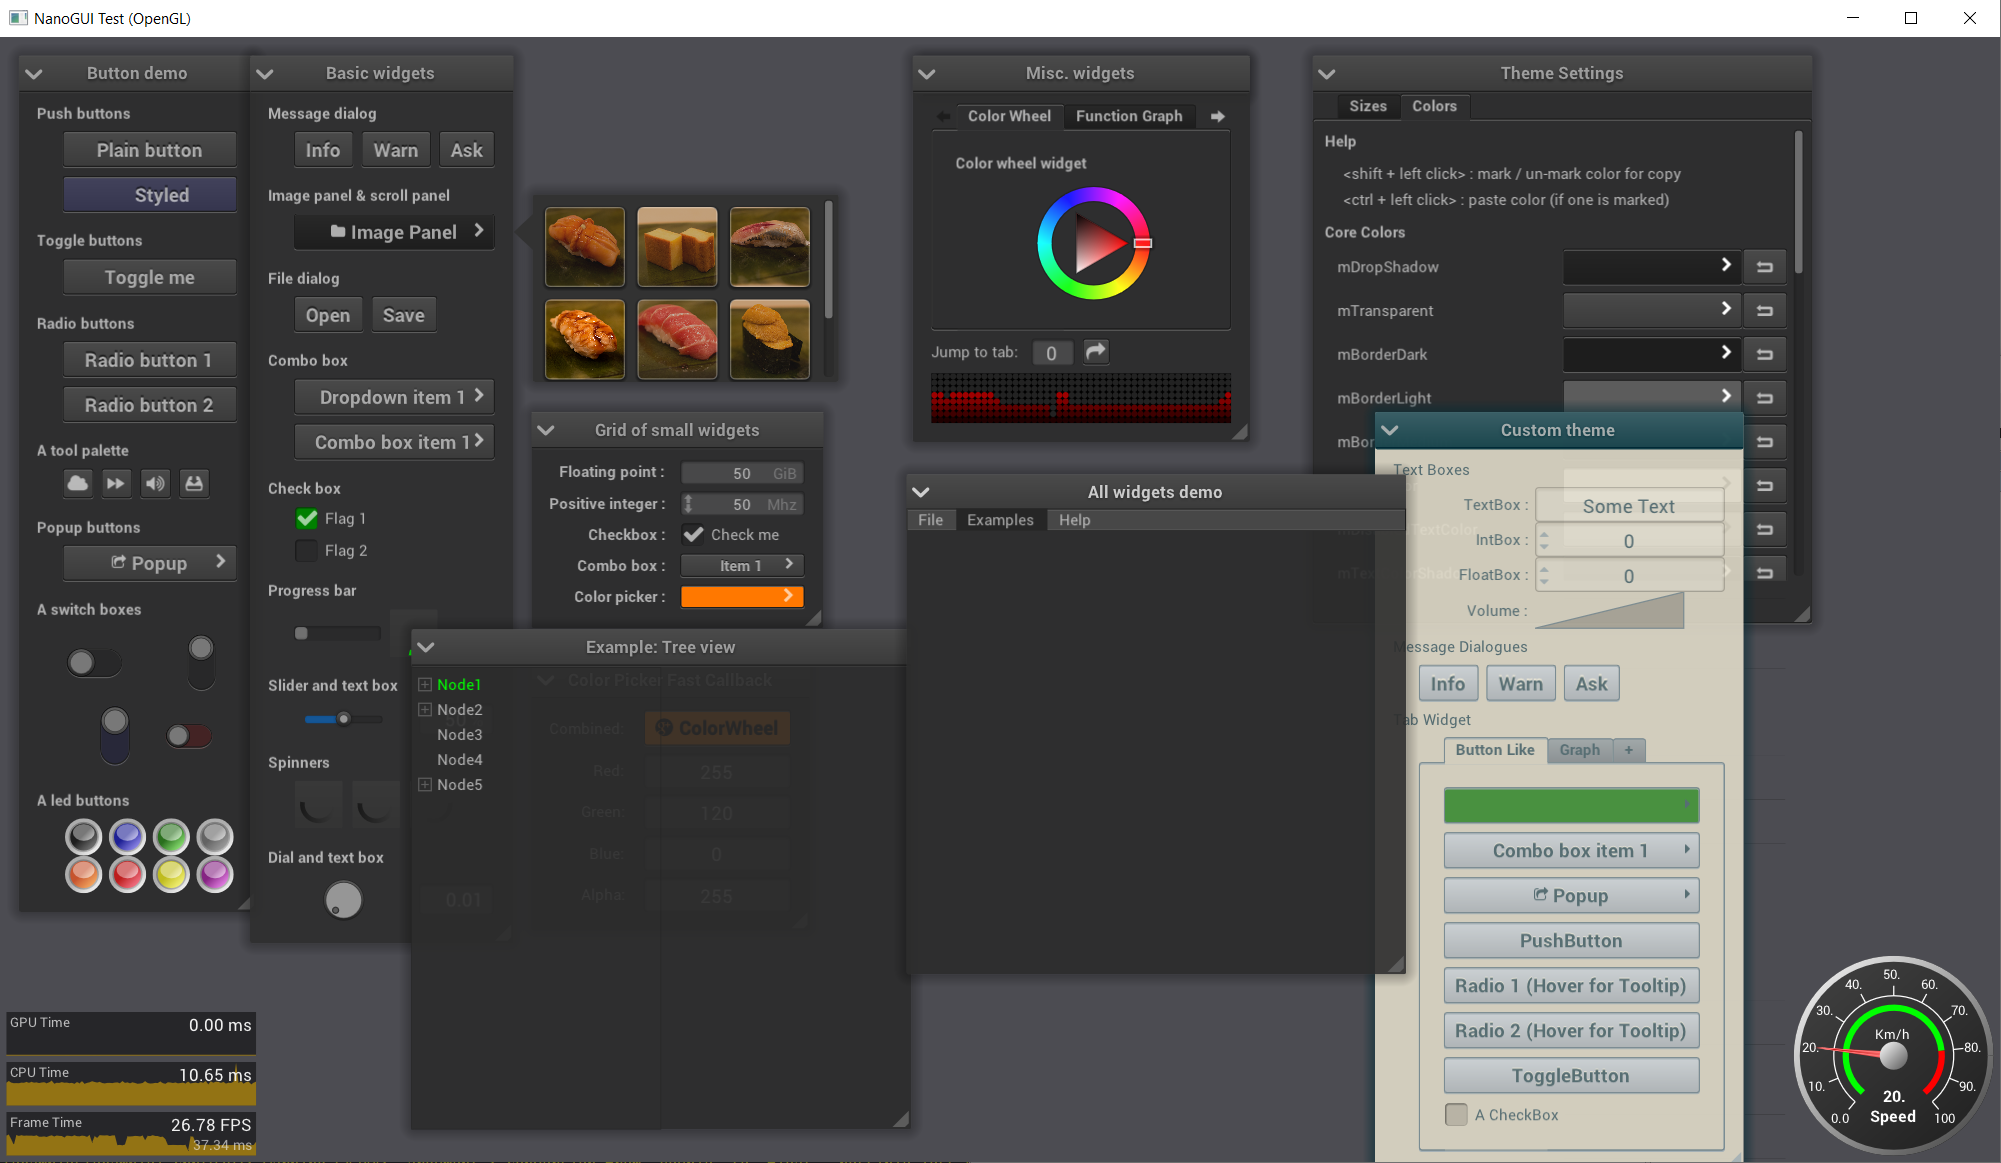 NanoGUI Test (OpenGL)
Button demo
Push buttons
Plain button
Styled
Toggle buttons
Toggle me
Radio buttons
Radio button 1
Radio button 2
A tool palette
Popup buttons
Popup
A switch boxes
A led buttons
Basic widgets
Message dialog
Info Warn Ask
Image panel & scroll panel
Image Panel
File dialog
Open Save
Combo box
Dropdown item 1
Combo box item 1
Check box
Flag 1
Flag 2
Progress bar
Slider and text box
Spinners
Dial and text box
0.01
Grid of small widgets
Floating point : 50 GiB
Positive integer : 50 Mhz
Checkbox : Check me
Combo box : Item 1
Color picker :
Example: Tree view
Node1
Node2
Node3
Node4
Node5
Color Picker Fast Callback
Combined: ColorWheel
Red: 255
Green: 120
Blue: 0
Alpha: 255
Misc. widgets
Color Wheel Function Graph
Color wheel widget
Jump to tab: 0
All widgets demo
File Examples Help
Theme Settings
Sizes Colors
Help
<shift + left click> : mark / un-mark color for copy
<ctrl + left click> : paste color (if one is marked)
Core Colors
mDropShadow
mTransparent
mBorderDark
mBorderLight
Custom theme
Text Boxes
TextBox : Some Text
IntBox : 0
FloatBox : 0
Volume :
Message Dialogues
Info Warn Ask
Tab Widget
Button Like Graph +
Combo box item 1
Popup
PushButton
Radio 1 (Hover for Tooltip)
Radio 2 (Hover for Tooltip)
ToggleButton
A CheckBox
GPU Time 0.00 ms
CPU Time 10.65 ms
Frame Time 26.78 FPS
37.34 ms
0.0 10. 20. 30. 40. 50. 60. 70. 80. 90. 100
Km/h
20.
Speed